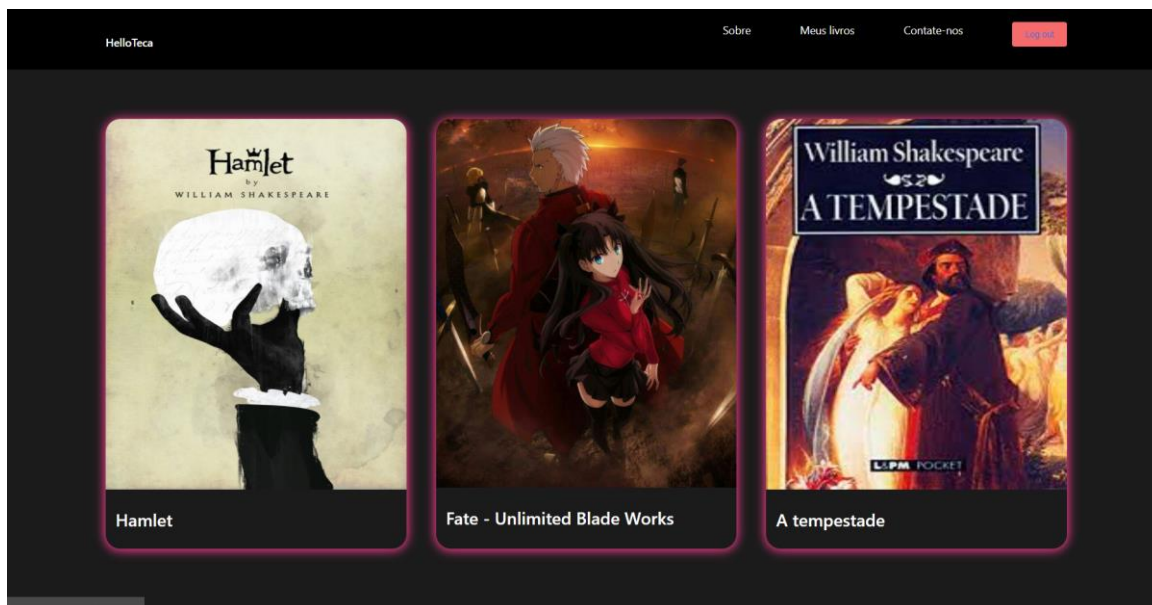 HelloTeca
Sobre
Meus livros
Contate-nos
Log out
Hamlet
by
WILLIAM SHAKESPEARE
William Shakespeare
A TEMPESTADE
L&PM POCKET
Hamlet
Fate - Unlimited Blade Works
A tempestade